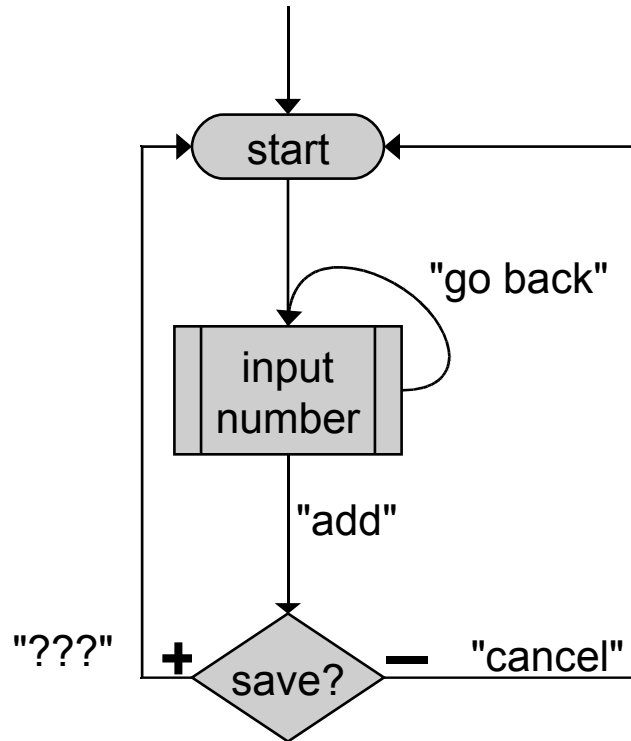 start
"go back"
input
number
"add"
"???"
+
save?
−
"cancel"